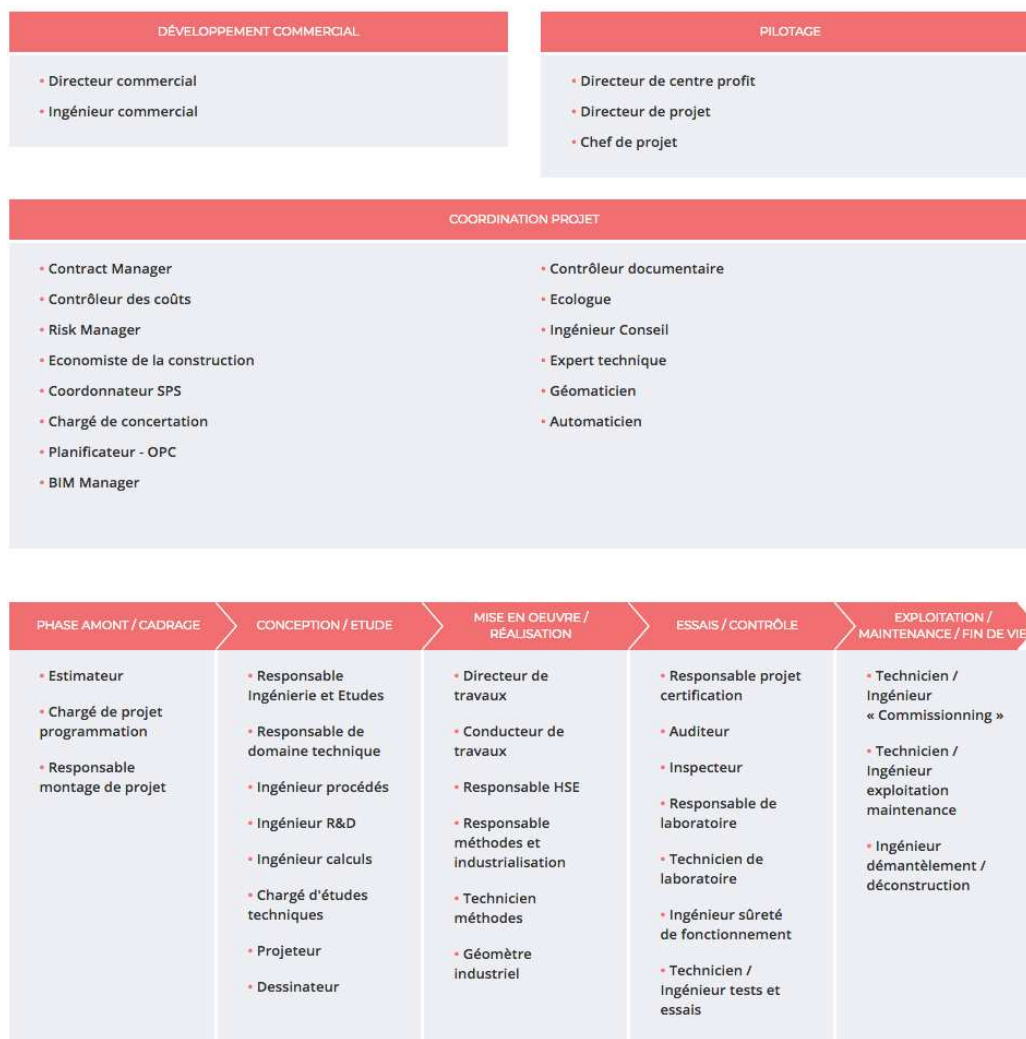 DÉVELOPPEMENT COMMERCIAL
• Directeur commercial
• Ingénieur commercial
PILOTAGE
• Directeur de centre profit
• Directeur de projet
• Chef de projet
COORDINATION PROJET
• Contract Manager
• Contrôleur des coûts
• Risk Manager
• Economiste de la construction
• Coordonnateur SPS
• Chargé de concertation
• Planificateur - OPC
• BIM Manager
• Contrôleur documentaire
• Ecologue
• Ingénieur Conseil
• Expert technique
• Géomaticien
• Automaticien
PHASE AMONT / CADRAGE
• Estimateur
• Chargé de projet
programmation
• Responsable
montage de projet
CONCEPTION / ETUDE
• Responsable
Ingénierie et Etudes
• Responsable de
domaine technique
• Ingénieur procédés
• Ingénieur R&D
• Ingénieur calculs
• Chargé d'études
techniques
• Projeteur
• Dessinateur
MISE EN OEUVRE /
RÉALISATION
• Directeur de
travaux
• Conducteur de
travaux
• Responsable HSE
• Responsable
méthodes et
industrialisation
• Technicien
méthodes
• Géomètre
industriel
ESSAIS / CONTRÔLE
• Responsable projet
certification
• Auditeur
• Inspecteur
• Responsable de
laboratoire
• Technicien de
laboratoire
• Ingénieur sûreté
de fonctionnement
• Technicien /
Ingénieur tests et
essais
EXPLOITATION /
MAINTENANCE / FIN DE VIE
• Technicien /
Ingénieur
« Commissionning »
• Technicien /
Ingénieur
exploitation
maintenance
• Ingénieur
démantèlement /
déconstruction